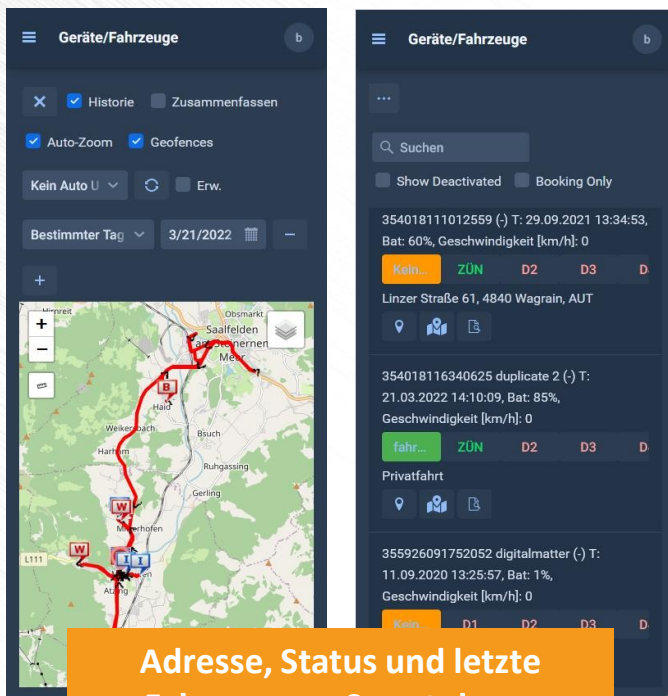 Geräte/Fahrzeuge
b
Historie
Zusammenfassen
Auto-Zoom
Geofences
Kein Auto U
Erw.
Bestimmter Tag
3/21/2022
Hirnreit
Obsmarkt
Saalfelden
Steinernen
Meer
B
Haid
Weikersbach
Bsuch
Harham
Ruhgassing
Gerling
W
W
L111
I
I
Atzing
Geräte/Fahrzeuge
b
...
Suchen
Show Deactivated
Booking Only
354018111012559 (-) T: 29.09.2021 13:34:53,
Bat: 60%, Geschwindigkeit [km/h]: 0
Kein...
ZÜN
D2
D3
D
Linzer Straße 61, 4840 Wagrain, AUT
354018116340625 duplicate 2 (-) T:
21.03.2022 14:10:09, Bat: 85%,
Geschwindigkeit [km/h]: 0
fahr...
ZÜN
D2
D3
D
Privatfahrt
355926091752052 digitalmatter (-) T:
11.09.2020 13:25:57, Bat: 1%,
Geschwindigkeit [km/h]: 0
Kein...
D1
D2
D3
D
Adresse, Status und letzte